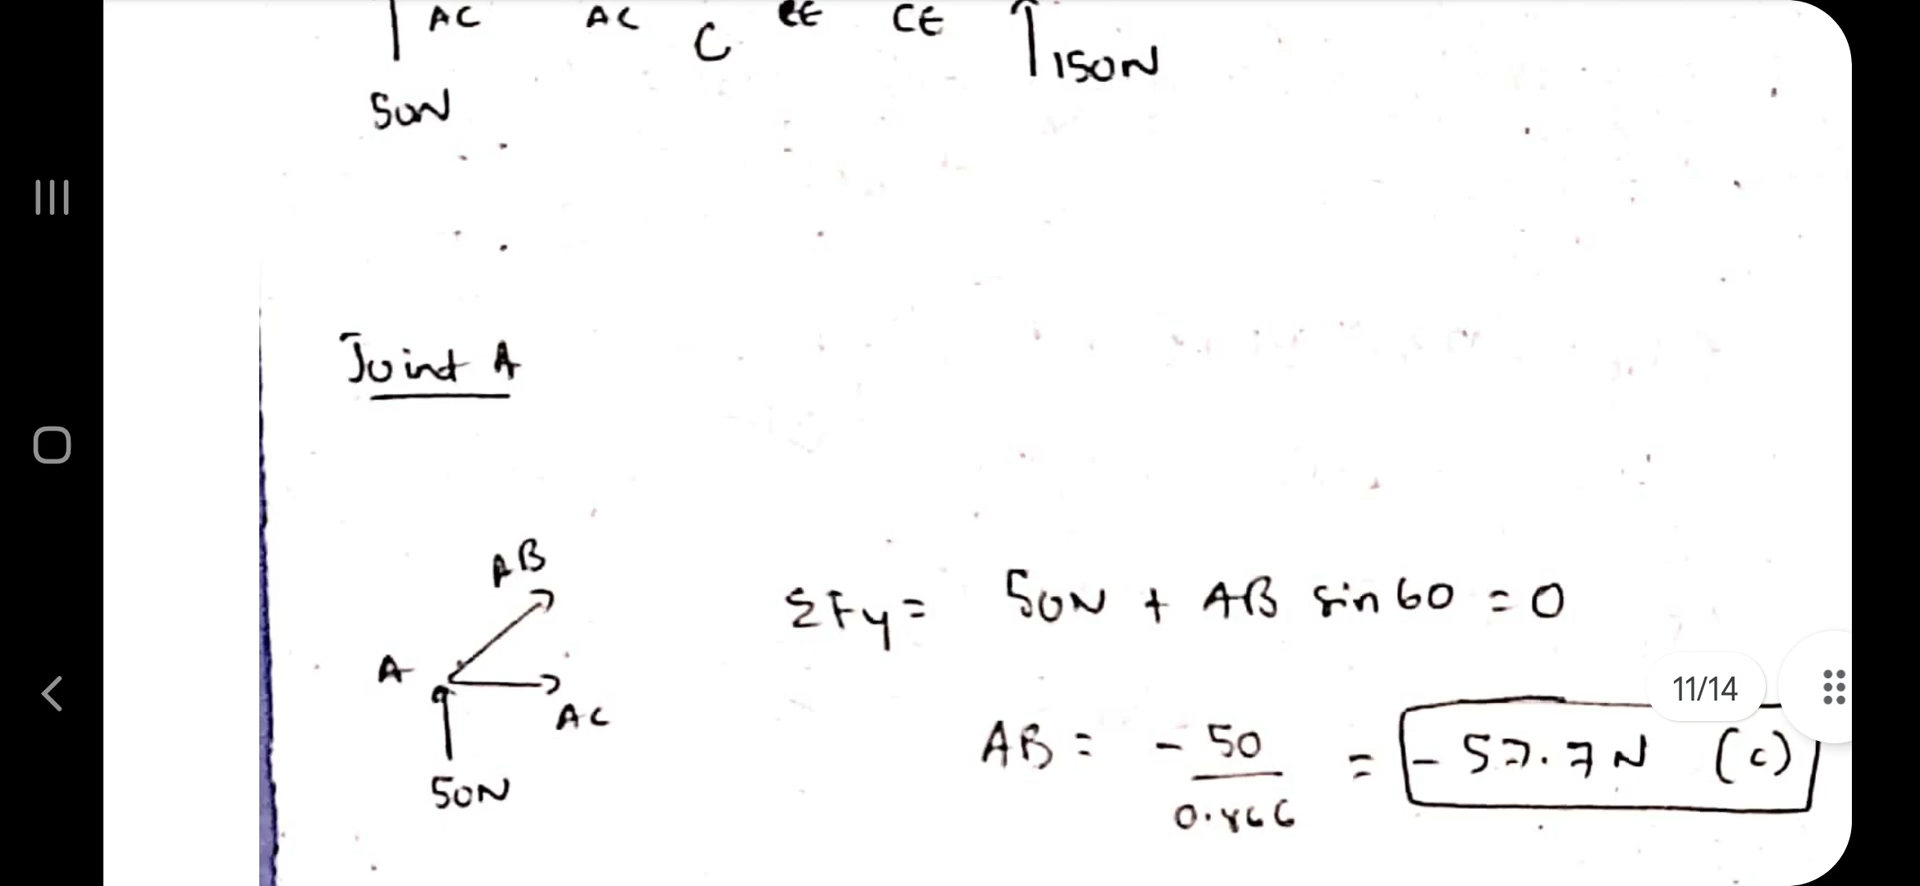 AC AC C CE CE 150N
50N
Joint A
AB
A
AC
50N
ΣFy = 50N + AB sin 60 = 0
11/14
AB = - 50 / 0.866 = - 57.7 N (C)